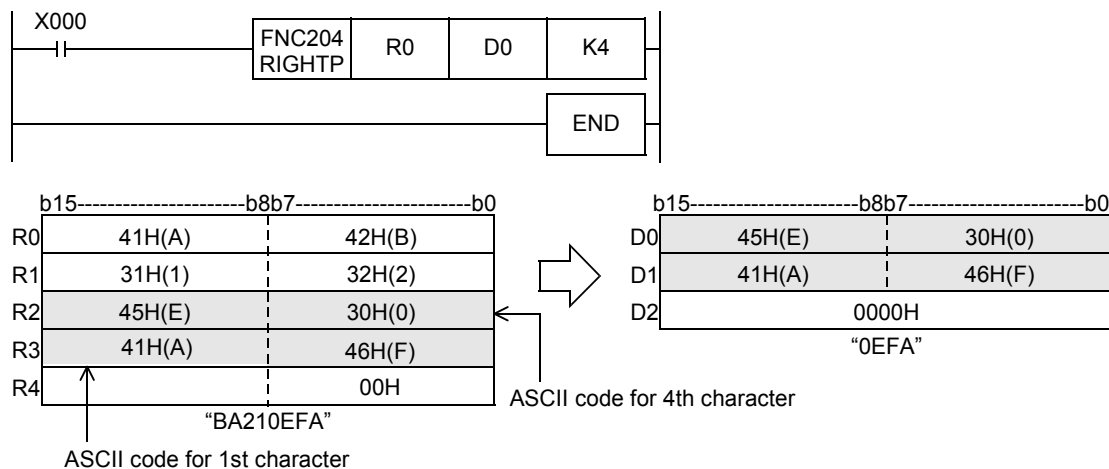 X000
FNC204 RIGHTP R0 D0 K4
END
b15-----------------------b8b7------------------------b0
R0 41H(A) 42H(B)
R1 31H(1) 32H(2)
R2 45H(E) 30H(0)
R3 41H(A) 46H(F)
R4 00H
“BA210EFA”
ASCII code for 4th character
ASCII code for 1st character
b15-----------------------b8b7------------------------b0
D0 45H(E) 30H(0)
D1 41H(A) 46H(F)
D2 0000H
“0EFA”